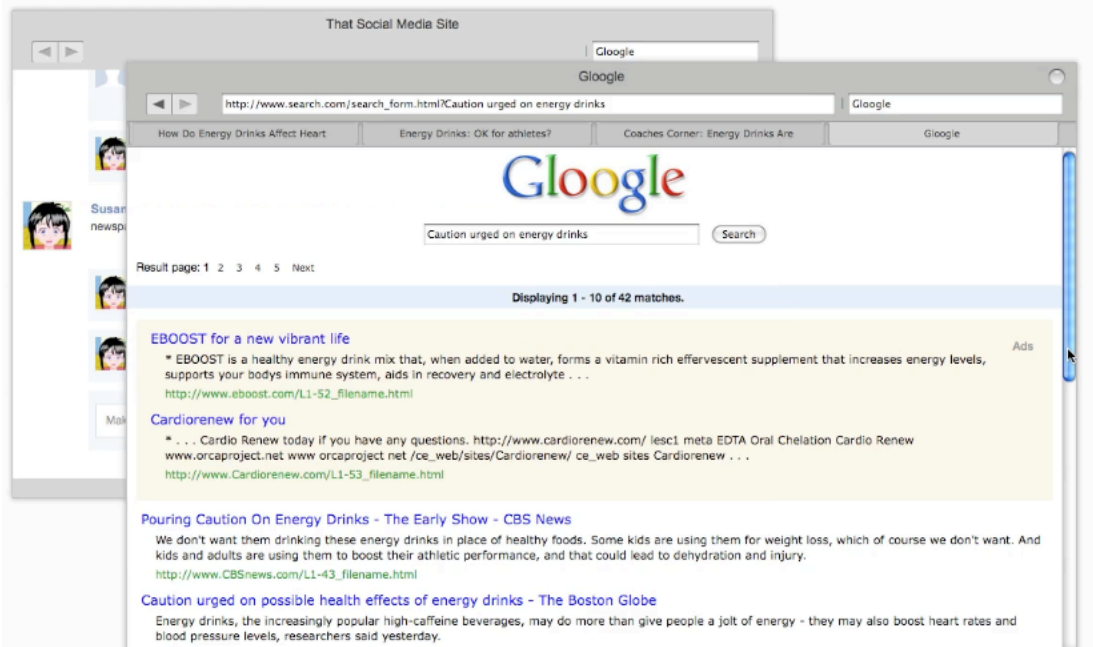 That Social Media Site
Gloogle
Gloogle
http://www.search.com/search_form.html?Caution urged on energy drinks
Gloogle
How Do Energy Drinks Affect Heart
Energy Drinks: OK for athletes?
Coaches Corner: Energy Drinks Are
Gloogle
Gloogle
Susan
newsp
Caution urged on energy drinks
Search
Result page: 1 2 3 4 5 Next
Displaying 1 - 10 of 42 matches.
EBOOST for a new vibrant life
Ads
* EBOOST is a healthy energy drink mix that, when added to water, forms a vitamin rich effervescent supplement that increases energy levels,
supports your bodys immune system, aids in recovery and electrolyte . . .
http://www.eboost.com/L1-52_filename.html
Cardiorenew for you
Mak
* . . . Cardio Renew today if you have any questions. http://www.cardiorenew.com/ lesc1 meta EDTA Oral Chelation Cardio Renew
www.orcaproject.net www orcaproject net /ce_web/sites/Cardiorenew/ ce_web sites Cardiorenew . . .
http://www.Cardiorenew.com/L1-53_filename.html
Pouring Caution On Energy Drinks - The Early Show - CBS News
We don't want them drinking these energy drinks in place of healthy foods. Some kids are using them for weight loss, which of course we don't want. And
kids and adults are using them to boost their athletic performance, and that could lead to dehydration and injury.
http://www.CBSnews.com/L1-43_filename.html
Caution urged on possible health effects of energy drinks - The Boston Globe
Energy drinks, the increasingly popular high-caffeine beverages, may do more than give people a jolt of energy - they may also boost heart rates and
blood pressure levels, researchers said yesterday.